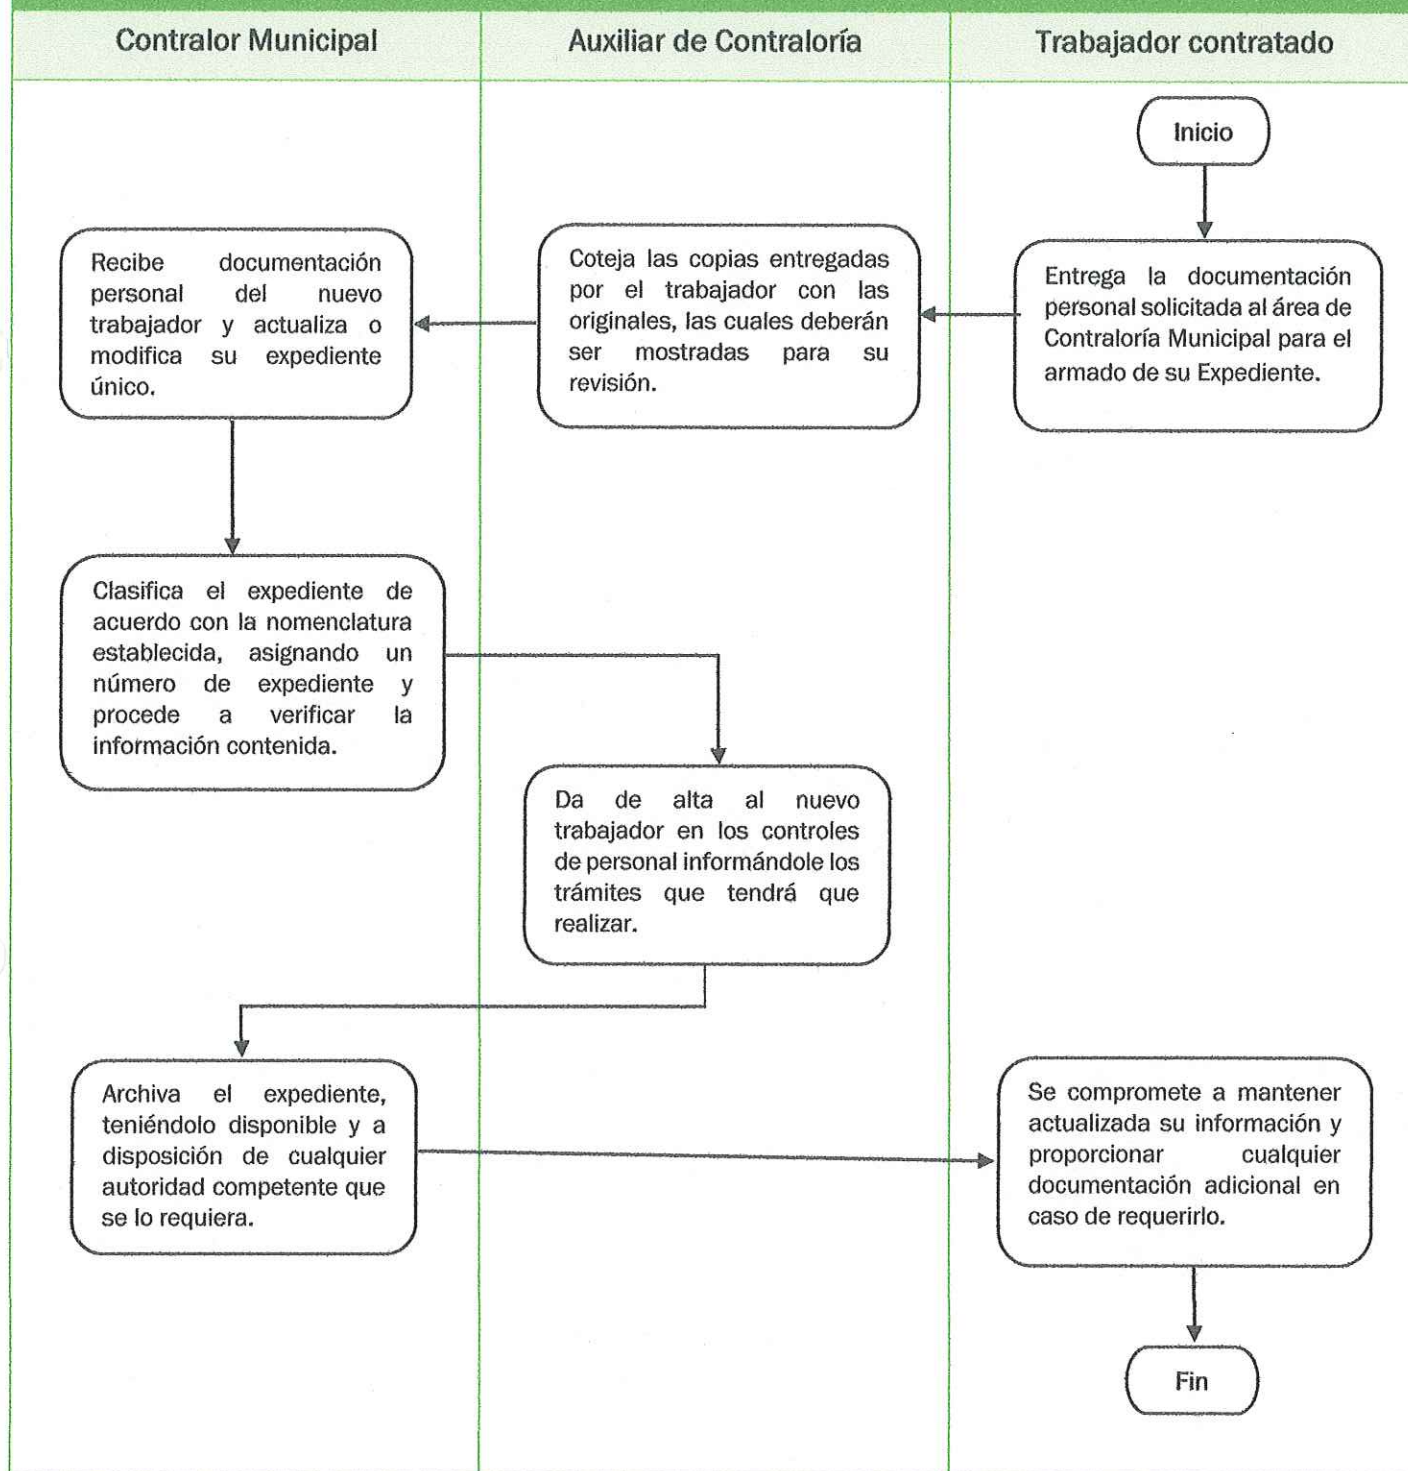 Contralor Municipal
Auxiliar de Contraloría
Trabajador contratado
Inicio
Entrega la documentación
personal solicitada al área de
Contraloría Municipal para el
armado de su Expediente.
Coteja las copias entregadas
por el trabajador con las
originales, las cuales deberán
ser mostradas para su
revisión.
Recibe documentación
personal del nuevo
trabajador y actualiza o
modifica su expediente
único.
Clasifica el expediente de
acuerdo con la nomenclatura
establecida, asignando un
número de expediente y
procede a verificar la
información contenida.
Da de alta al nuevo
trabajador en los controles
de personal informándole los
trámites que tendrá que
realizar.
Archiva el expediente,
teniéndolo disponible y a
disposición de cualquier
autoridad competente que
se lo requiera.
Se compromete a mantener
actualizada su información y
proporcionar cualquier
documentación adicional en
caso de requerirlo.
Fin